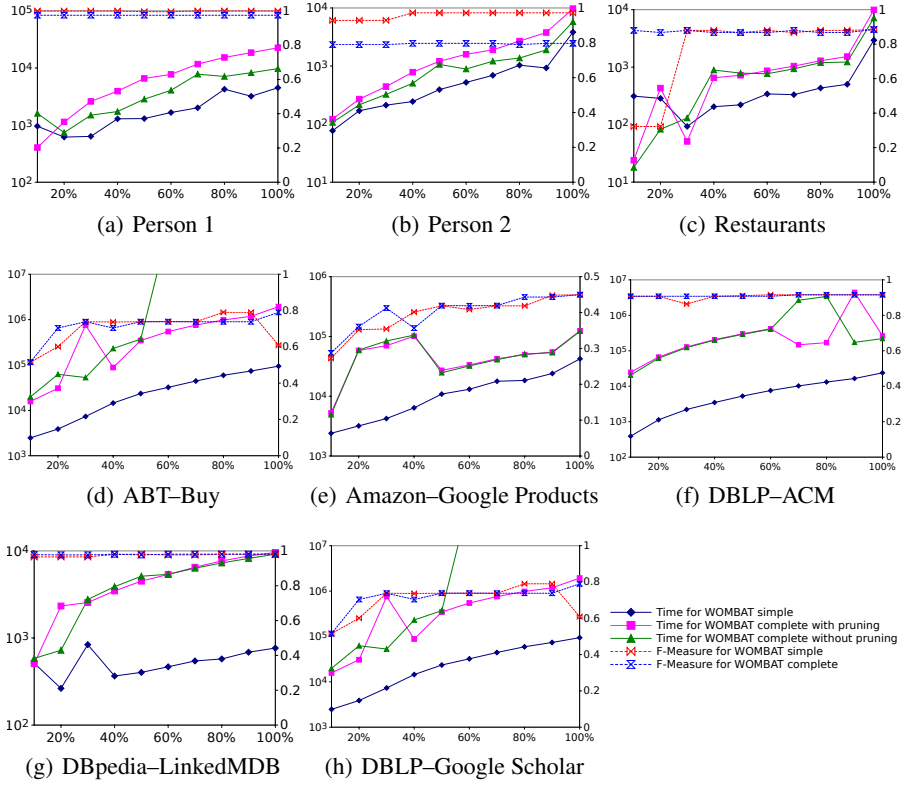 10^5 1
10^4 0.8
0.6
10^3 0.4
0.2
10^2 0
20% 40% 60% 80% 100%
(a) Person 1
10^4 1
10^3 0.8
0.6
10^2 0.4
0.2
10^1 0
20% 40% 60% 80% 100%
(b) Person 2
10^5 1
10^4 0.8
10^3 0.6
10^2 0.4
0.2
10^1 0
20% 40% 60% 80% 100%
(c) Restaurants
10^7 1
10^6 0.8
0.6
10^5 0.4
10^4 0.2
10^3 0
20% 40% 60% 80% 100%
(d) ABT–Buy
10^6 0.5
10^5 0.4
0.3
10^4 0.2
0.1
10^3 0
20% 40% 60% 80% 100%
(e) Amazon–Google Products
10^7 1
10^6 0.8
10^5 0.6
10^4 0.4
10^3 0.2
10^2 0
20% 40% 60% 80% 100%
(f) DBLP–ACM
10^4 1
0.8
10^3 0.6
0.4
0.2
10^2 0
20% 40% 60% 80% 100%
(g) DBpedia–LinkedMDB
10^7 1
10^6 0.8
0.6
10^5 0.4
10^4 0.2
10^3 0
20% 40% 60% 80% 100%
(h) DBLP–Google Scholar
Time for WOMBAT simple
Time for WOMBAT complete with pruning
Time for WOMBAT complete without pruning
F-Measure for WOMBAT simple
F-Measure for WOMBAT complete